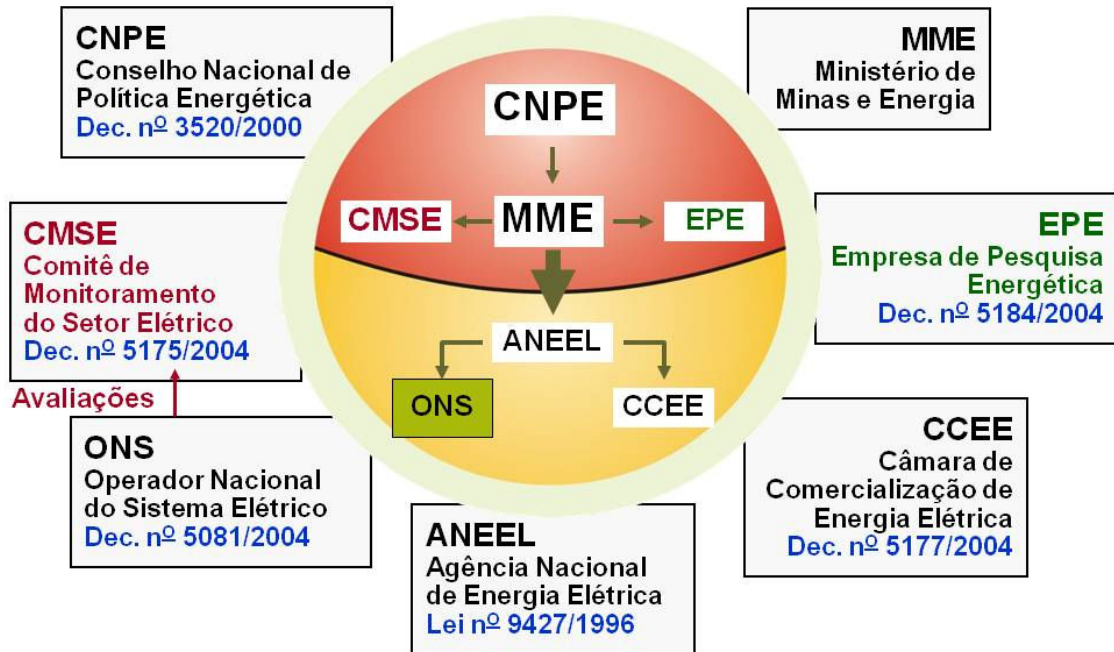 CNPE
Conselho Nacional de
Política Energética
Dec. nº 3520/2000
MME
Ministério de
Minas e Energia
CNPE
CMSE
MME
EPE
ANEEL
ONS
CCEE
CMSE
Comitê de
Monitoramento
do Setor Elétrico
Dec. nº 5175/2004
Avaliações
EPE
Empresa de Pesquisa
Energética
Dec. nº 5184/2004
ONS
Operador Nacional
do Sistema Elétrico
Dec. nº 5081/2004
ANEEL
Agência Nacional
de Energia Elétrica
Lei nº 9427/1996
CCEE
Câmara de
Comercialização de
Energia Elétrica
Dec. nº 5177/2004